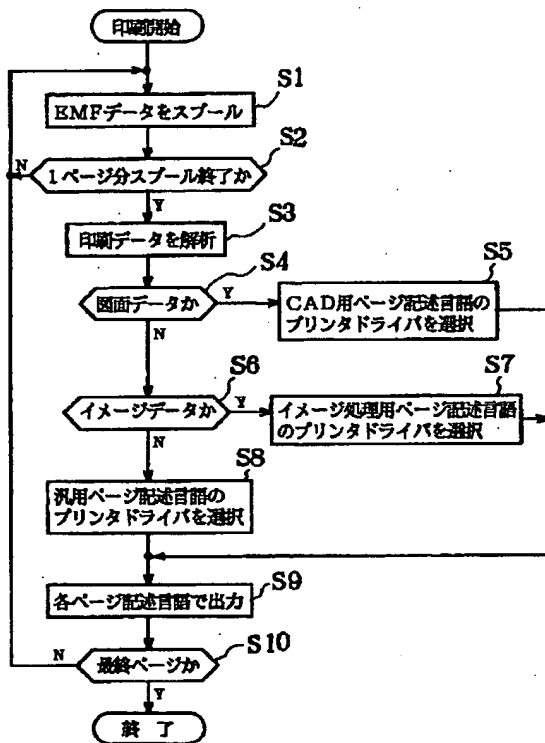 印刷開始
S1
EMFデータをスプール
S2
N
1ページ分スプール終了か
Y
S3
印刷データを解析
S4
図面データか
Y
N
S5
CAD用ページ記述言語の
プリンタドライバを選択
S6
イメージデータか
Y
N
S7
イメージ処理用ページ記述言語
のプリンタドライバを選択
S8
汎用ページ記述言語の
プリンタドライバを選択
S9
各ページ記述言語で出力
S10
N
最終ページか
Y
終了